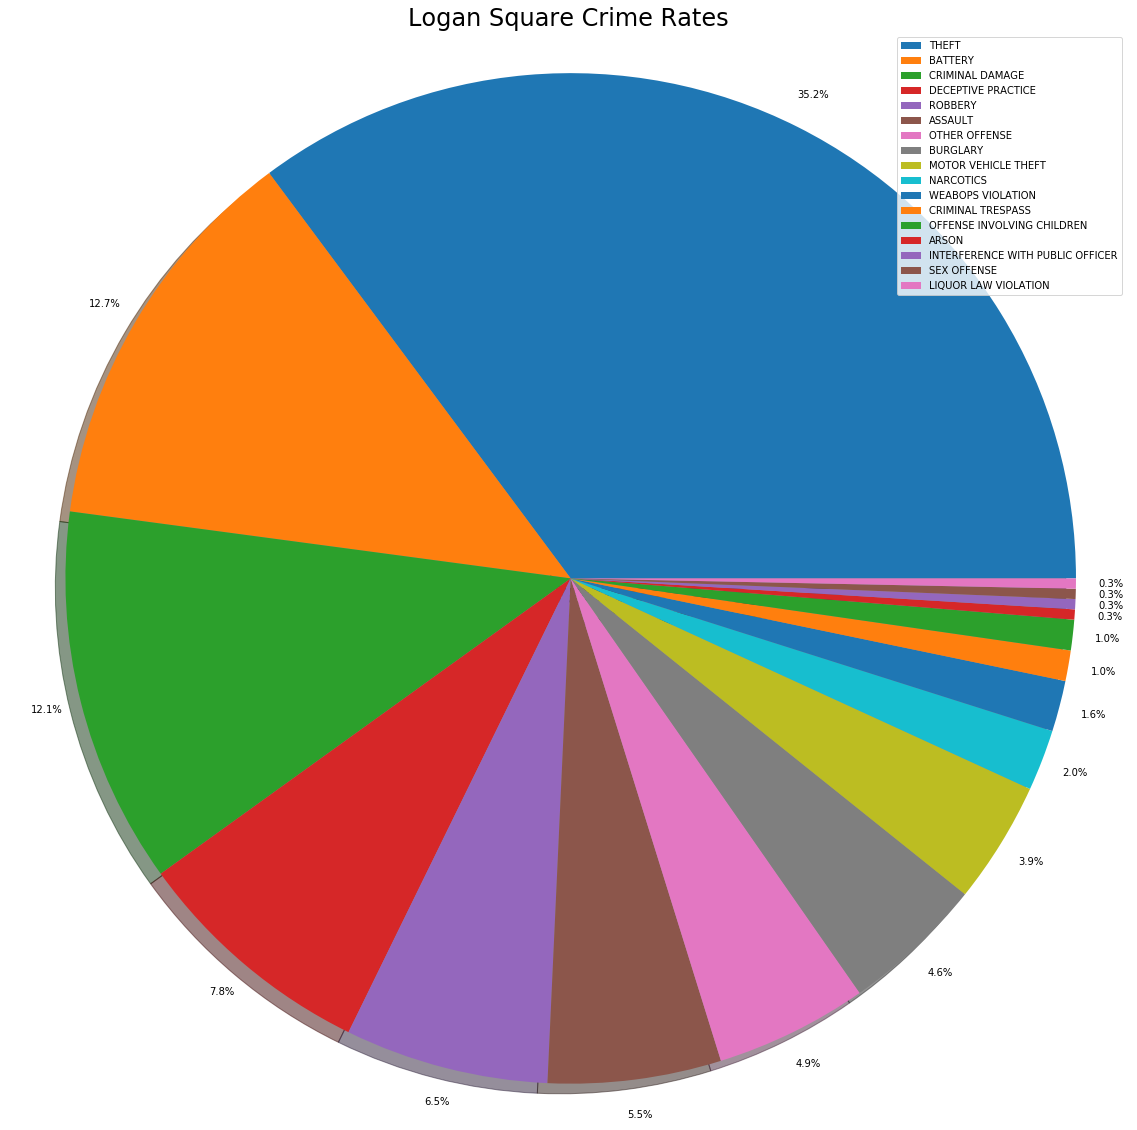 Logan Square Crime Rates
THEFT
BATTERY
CRIMINAL DAMAGE
DECEPTIVE PRACTICE
ROBBERY
ASSAULT
OTHER OFFENSE
BURGLARY
MOTOR VEHICLE THEFT
NARCOTICS
WEABOPS VIOLATION
CRIMINAL TRESPASS
OFFENSE INVOLVING CHILDREN
ARSON
INTERFERENCE WITH PUBLIC OFFICER
SEX OFFENSE
LIQUOR LAW VIOLATION
35.2%
12.7%
12.1%
7.8%
6.5%
5.5%
4.9%
4.6%
3.9%
2.0%
1.6%
1.0%
1.0%
0.3%
0.3%
0.3%
0.3%